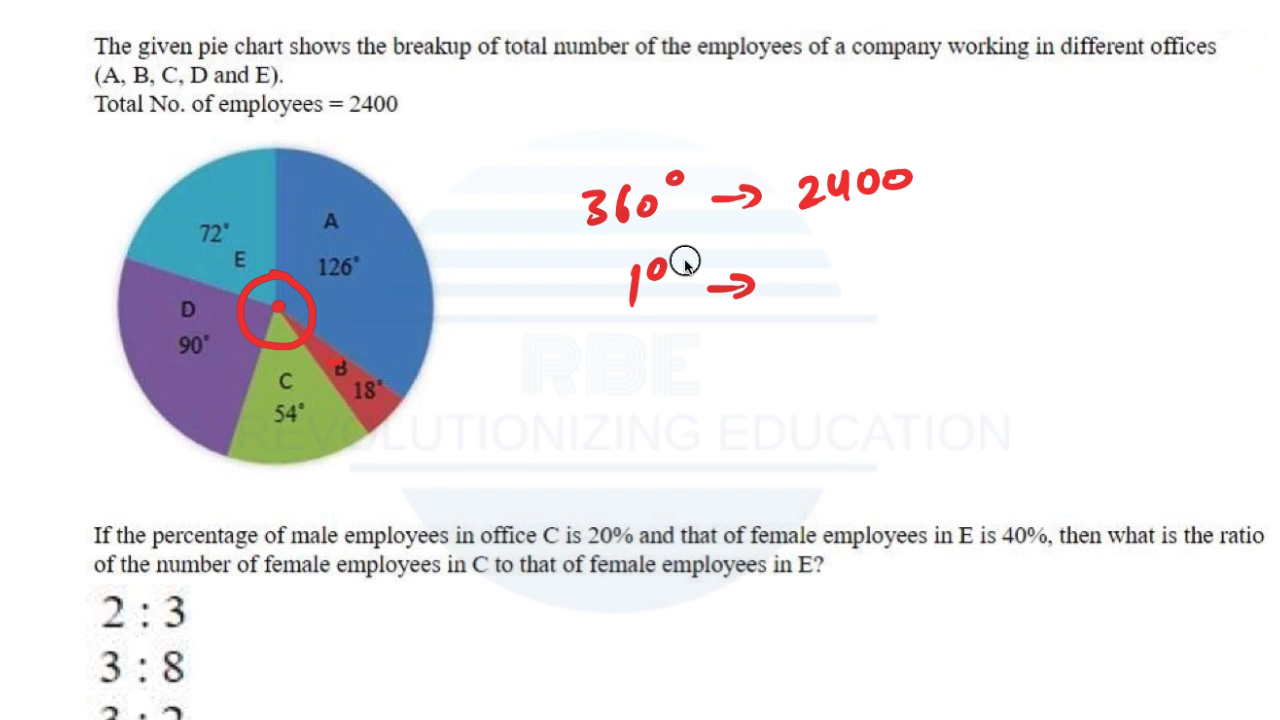 The given pie chart shows the breakup of total number of the employees of a company working in different offices
(A, B, C, D and E).
Total No. of employees = 2400
360° → 2400
1° →
72°
E
A
126°
D
90°
B
18°
C
54°
RBE
REVOLUTIONIZING EDUCATION
If the percentage of male employees in office C is 20% and that of female employees in E is 40%, then what is the ratio
of the number of female employees in C to that of female employees in E?
2 : 3
3 : 8
3 : 2